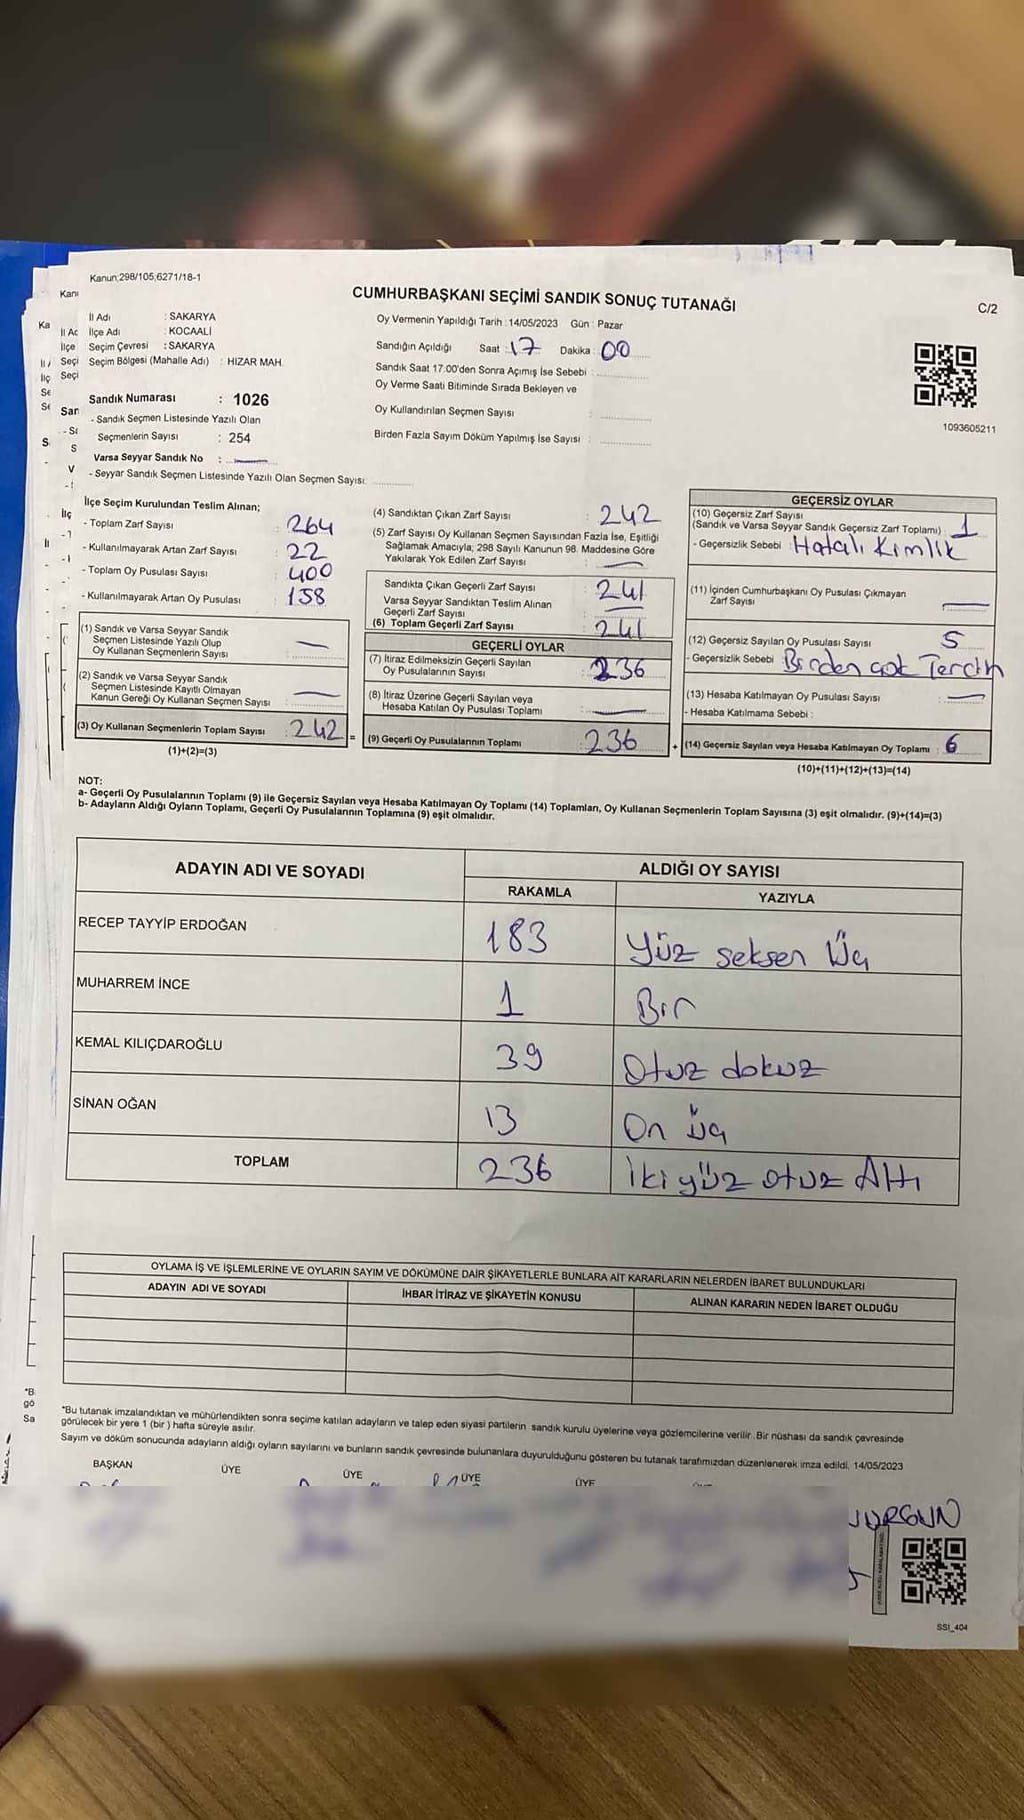 TUK
Kanun;298/105,6271/18-1
CUMHURBAŞKANI SEÇİMİ SANDIK SONUÇ TUTANAĞI
C/2
İl Adı : SAKARYA
İlçe Adı : KOCAALİ
Seçim Çevresi : SAKARYA
Seçim Bölgesi (Mahalle Adı) : HIZAR MAH.
Sandık Numarası : 1026
- Sandık Seçmen Listesinde Yazılı Olan
Seçmenlerin Sayısı : 254
Varsa Seyyar Sandık No :
- Seyyar Sandık Seçmen Listesinde Yazılı Olan Seçmen Sayısı:
Oy Vermenin Yapıldığı Tarih : 14/05/2023 Gün : Pazar
Sandığın Açıldığı Saat : 17 Dakika : 00
Sandık Saat 17:00'den Sonra Açımış İse Sebebi :
Oy Verme Saati Bitiminde Sırada Bekleyen ve
Oy Kullandırılan Seçmen Sayısı :
Birden Fazla Sayım Döküm Yapılmış İse Sayısı :
1093605211
İlçe Seçim Kurulundan Teslim Alınan;
- Toplam Zarf Sayısı : 264
- Kullanılmayarak Artan Zarf Sayısı : 22
- Toplam Oy Pusulası Sayısı : 400
- Kullanılmayarak Artan Oy Pusulası : 158
(1) Sandık ve Varsa Seyyar Sandık
Seçmen Listesinde Yazılı Olup
Oy Kullanan Seçmenlerin Sayısı :
(2) Sandık ve Varsa Seyyar Sandık
Seçmen Listesinde Kayıtlı Olmayan
Kanun Gereği Oy Kullanan Seçmen Sayısı :
(3) Oy Kullanan Seçmenlerin Toplam Sayısı : 242 =
(1)+(2)=(3)
(4) Sandıktan Çıkan Zarf Sayısı : 242
(5) Zarf Sayısı Oy Kullanan Seçmen Sayısından Fazla İse, Eşitliği
Sağlamak Amacıyla; 298 Sayılı Kanunun 98. Maddesine Göre
Yakılarak Yok Edilen Zarf Sayısı :
Sandıkta Çıkan Geçerli Zarf Sayısı : 241
Varsa Seyyar Sandıktan Teslim Alınan
Geçerli Zarf Sayısı :
(6) Toplam Geçerli Zarf Sayısı : 241
GEÇERLİ OYLAR
(7) İtiraz Edilmeksizin Geçerli Sayılan
Oy Pusulalarının Sayısı : 236
(8) İtiraz Üzerine Geçerli Sayılan veya
Hesaba Katılan Oy Pusulası Toplamı :
(9) Geçerli Oy Pusulalarının Toplamı : 236 +
GEÇERSİZ OYLAR
(10) Geçersiz Zarf Sayısı
(Sandık ve Varsa Seyyar Sandık Geçersiz Zarf Toplamı) : 1
- Geçersizlik Sebebi : Hatalı Kimlik
(11) İçinden Cumhurbaşkanı Oy Pusulası Çıkmayan
Zarf Sayısı :
(12) Geçersiz Sayılan Oy Pusulası Sayısı : 5
- Geçersizlik Sebebi : Birden çok Tercih
(13) Hesaba Katılmayan Oy Pusulası Sayısı :
- Hesaba Katılmama Sebebi :
(14) Geçersiz Sayılan veya Hesaba Katılmayan Oy Toplamı : 6
(10)+(11)+(12)+(13)=(14)
NOT:
a- Geçerli Oy Pusulalarının Toplamı (9) ile Geçersiz Sayılan veya Hesaba Katılmayan Oy Toplamı (14) Toplamları, Oy Kullanan Seçmenlerin Toplam Sayısına (3) eşit olmalıdır. (9)+(14)=(3)
b- Adayların Aldığı Oyların Toplamı, Geçerli Oy Pusulalarının Toplamına (9) eşit olmalıdır.
ADAYIN ADI VE SOYADI ALDIĞI OY SAYISI
RAKAMLA YAZIYLA
RECEP TAYYİP ERDOĞAN 183 Yüz seksen Üç
MUHARREM İNCE 1 Bir
KEMAL KILIÇDAROĞLU 39 Otuz dokuz
SİNAN OĞAN 13 On üç
TOPLAM 236 İki yüz otuz Altı
OYLAMA İŞ VE İŞLEMLERİNE VE OYLARIN SAYIM VE DÖKÜMÜNE DAİR ŞİKAYETLERLE BUNLARA AİT KARARLARIN NELERDEN İBARET BULUNDUKLARI
ADAYIN ADI VE SOYADI İHBAR İTİRAZ VE ŞİKAYETİN KONUSU ALINAN KARARIN NEDEN İBARET OLDUĞU
*Bu tutanak imzalandıktan ve mühürlendikten sonra seçime katılan adayların ve talep eden siyasi partilerin sandık kurulu üyelerine veya gözlemcilerine verilir. Bir nüshası da sandık çevresinde
görülecek bir yere 1 (bir ) hafta süreyle asılır.
Sayım ve döküm sonucunda adayların aldığı oyların sayılarını ve bunların sandık çevresinde bulunanlara duyurulduğunu gösteren bu tutanak tarafımızdan düzenlenerek imza edildi. 14/05/2023
BAŞKAN ÜYE ÜYE ÜYE ÜYE
SSI_404